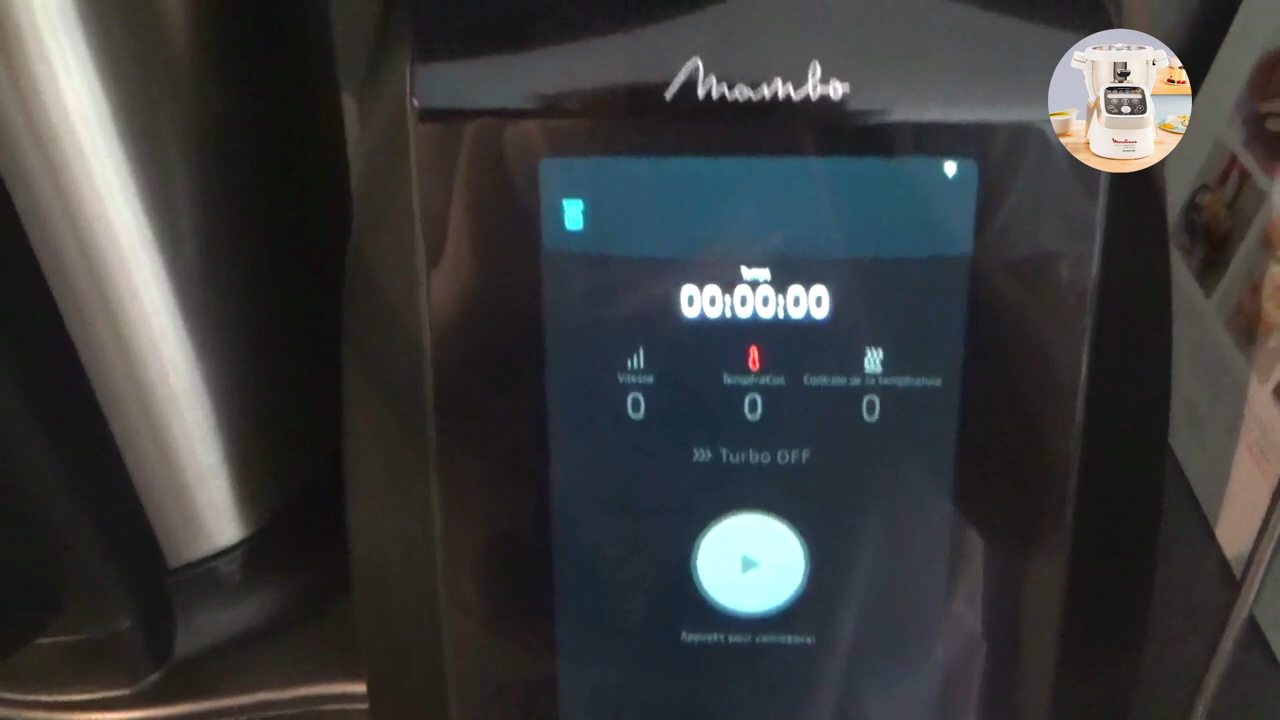 Mambo
Temps
00:00:00
Vitesse
Température
Contrôle de la température
0
0
0
Turbo OFF
Appuyez pour commencer
Moulinex